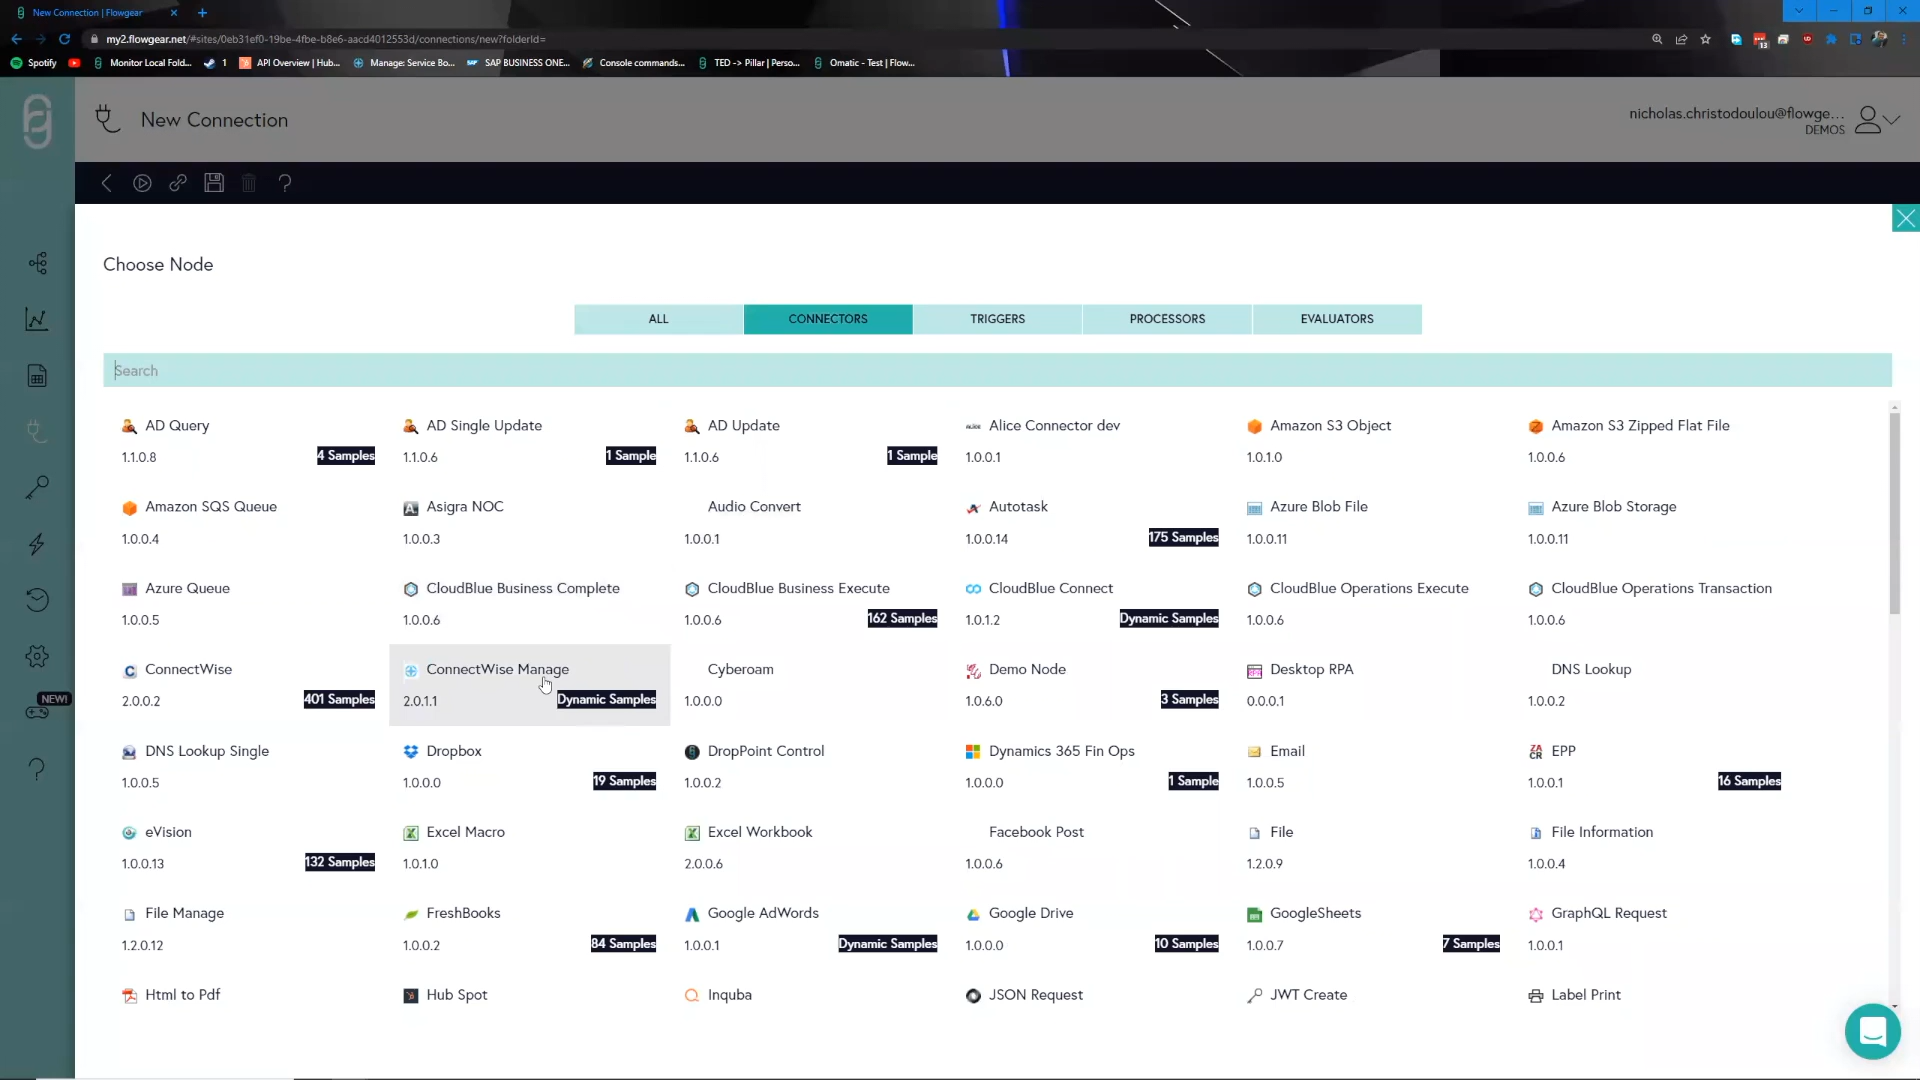 New Connection | Flowgear
my2.flowgear.net/#sites/0eb31ef0-19be-4fbe-b8e6-aacd4012553d/connections/new?folderId=
13
Spotify
Monitor Local Fold...
1
API Overview | Hub...
Manage: Service Bo...
SAP BUSINESS ONE...
Console commands...
TED -> Pillar | Perso...
Omatic - Test | Flow...
New Connection
nicholas.christodoulou@flowge...
DEMOS
Choose Node
ALL
CONNECTORS
TRIGGERS
PROCESSORS
EVALUATORS
Search
AD Query
AD Single Update
AD Update
Alice Connector dev
Amazon S3 Object
Amazon S3 Zipped Flat File
1.1.0.8
4 Samples
1.1.0.6
1 Sample
1.1.0.6
1 Sample
1.0.0.1
1.0.1.0
1.0.0.6
Amazon SQS Queue
Asigra NOC
Audio Convert
Autotask
Azure Blob File
Azure Blob Storage
1.0.0.4
1.0.0.3
1.0.0.1
1.0.0.14
175 Samples
1.0.0.11
1.0.0.11
Azure Queue
CloudBlue Business Complete
CloudBlue Business Execute
CloudBlue Connect
CloudBlue Operations Execute
CloudBlue Operations Transaction
1.0.0.5
1.0.0.6
1.0.0.6
162 Samples
1.0.1.2
Dynamic Samples
1.0.0.6
1.0.0.6
ConnectWise
ConnectWise Manage
Cyberoam
Demo Node
Desktop RPA
DNS Lookup
2.0.0.2
401 Samples
2.0.1.1
Dynamic Samples
1.0.0.0
1.0.6.0
3 Samples
0.0.0.1
1.0.0.2
NEW!
DNS Lookup Single
Dropbox
DropPoint Control
Dynamics 365 Fin Ops
Email
EPP
1.0.0.5
1.0.0.0
19 Samples
1.0.0.2
1.0.0.0
1 Sample
1.0.0.5
1.0.0.1
16 Samples
eVision
Excel Macro
Excel Workbook
Facebook Post
File
File Information
1.0.0.13
132 Samples
1.0.1.0
2.0.0.6
1.0.0.6
1.2.0.9
1.0.0.4
File Manage
FreshBooks
Google AdWords
Google Drive
GoogleSheets
GraphQL Request
1.2.0.12
1.0.0.2
84 Samples
1.0.0.1
Dynamic Samples
1.0.0.0
10 Samples
1.0.0.7
7 Samples
1.0.0.1
Html to Pdf
Hub Spot
Inquba
JSON Request
JWT Create
Label Print